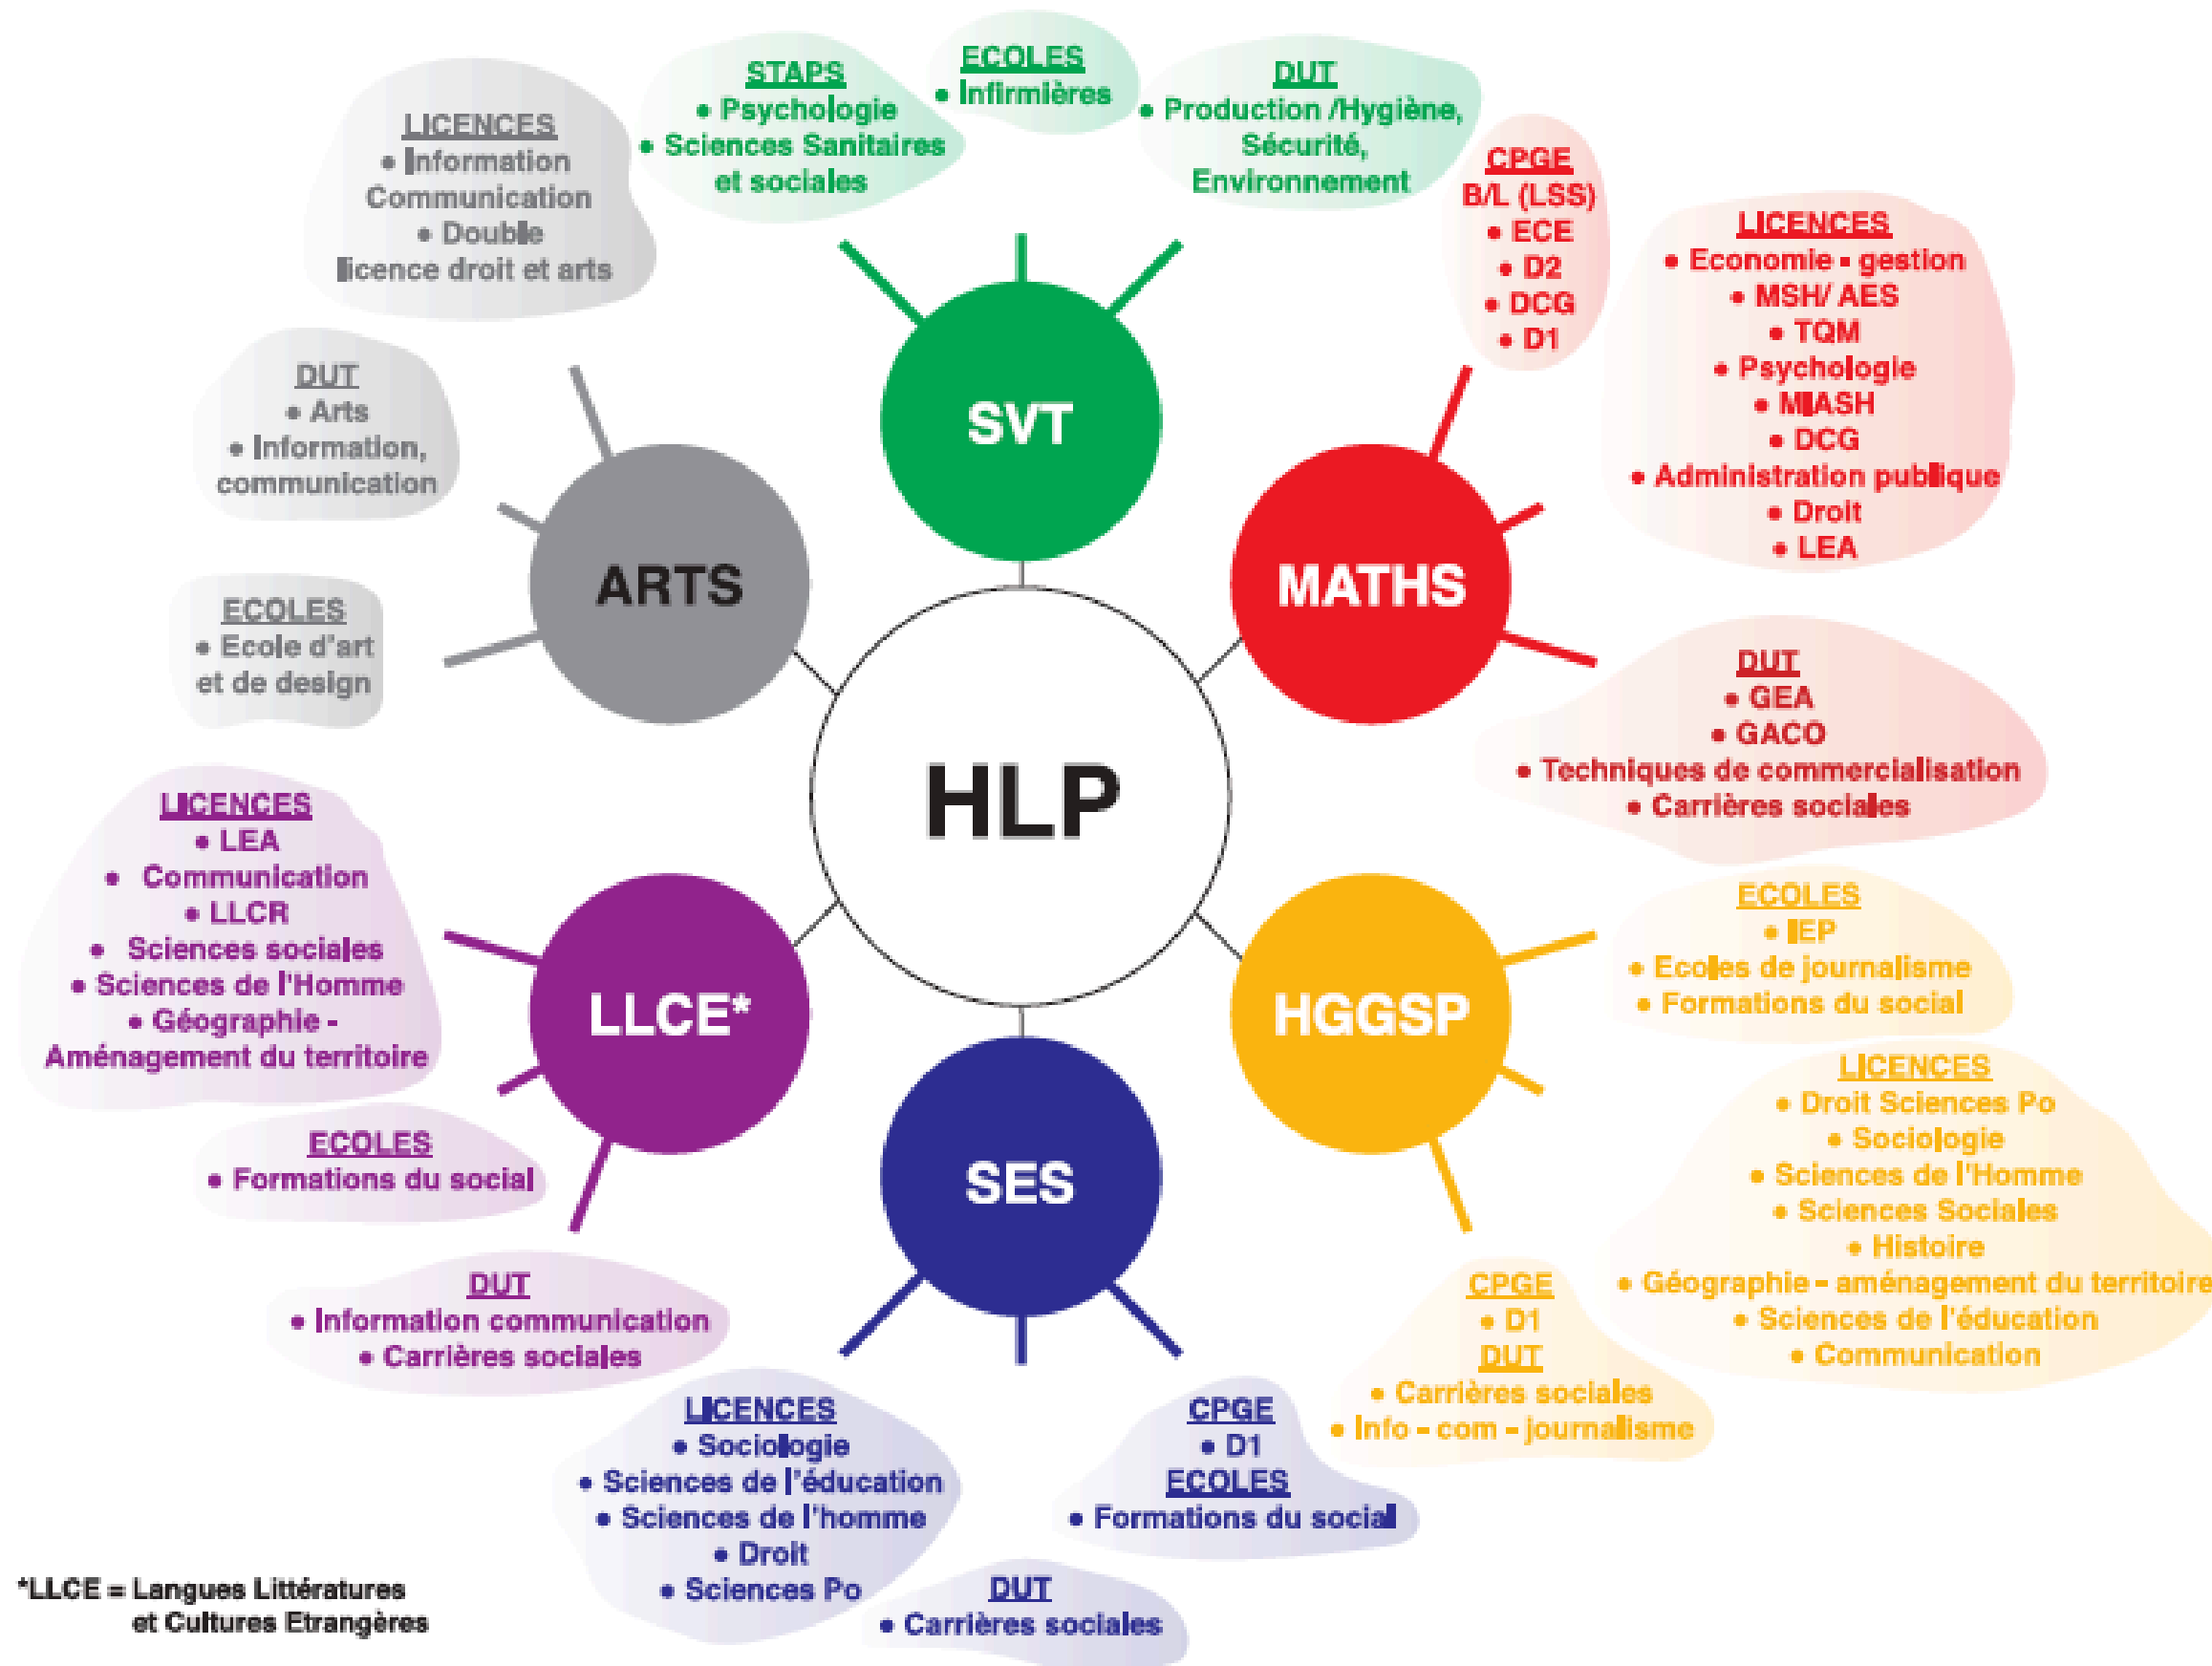 LICENCES
• Information
Communication
• Double
licence droit et arts
STAPS
• Psychologie
• Sciences Sanitaires
et sociales
ECOLES
• Infirmières
DUT
• Production /Hygiène,
Sécurité,
Environnement
CPGE
B/L (LSS)
• ECE
• D2
• DCG
• D1
LICENCES
• Economie - gestion
• MSH/ AES
• TQM
• Psychologie
• MIASH
• DCG
• Administration publique
• Droit
• LEA
DUT
• Arts
• Information,
communication
ECOLES
• Ecole d'art
et de design
SVT
ARTS
MATHS
HLP
DUT
• GEA
• GACO
• Techniques de commercialisation
• Carrières sociales
LICENCES
• LEA
• Communication
• LLCR
• Sciences sociales
• Sciences de l'Homme
• Géographie -
Aménagement du territoire
LLCE*
HGGSP
SES
ECOLES
• IEP
• Ecoles de journalisme
• Formations du social
LICENCES
• Droit Sciences Po
• Sociologie
• Sciences de l'Homme
• Sciences Sociales
• Histoire
• Géographie - aménagement du territoire
• Sciences de l'éducation
• Communication
ECOLES
• Formations du social
DUT
• Information communication
• Carrières sociales
LICENCES
• Sociologie
• Sciences de l'éducation
• Sciences de l'homme
• Droit
• Sciences Po
CPGE
• D1
ECOLES
• Formations du social
DUT
• Carrières sociales
CPGE
• D1
DUT
• Carrières sociales
• Info - com - journalisme
*LLCE = Langues Littératures
et Cultures Etrangères